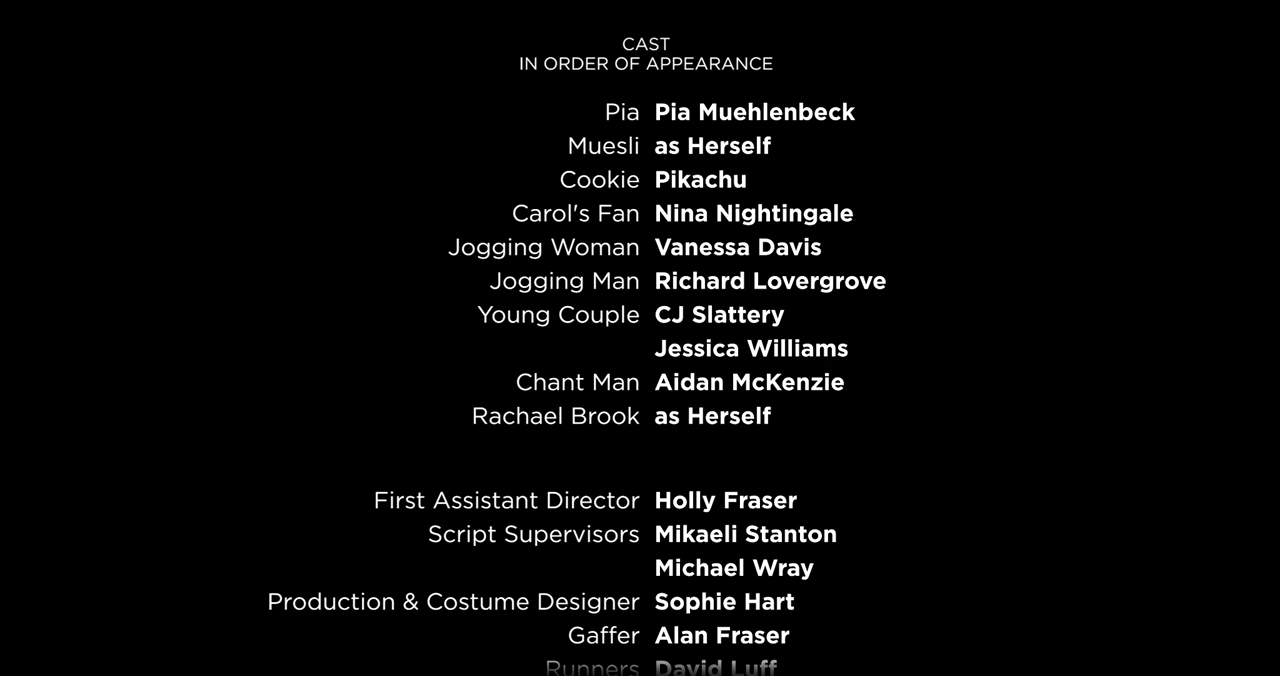 CAST
IN ORDER OF APPEARANCE
Pia Pia Muehlenbeck
Muesli as Herself
Cookie Pikachu
Carol's Fan Nina Nightingale
Jogging Woman Vanessa Davis
Jogging Man Richard Lovergrove
Young Couple CJ Slattery
Jessica Williams
Chant Man Aidan McKenzie
Rachael Brook as Herself
First Assistant Director Holly Fraser
Script Supervisors Mikaeli Stanton
Michael Wray
Production & Costume Designer Sophie Hart
Gaffer Alan Fraser
Runners David Luff